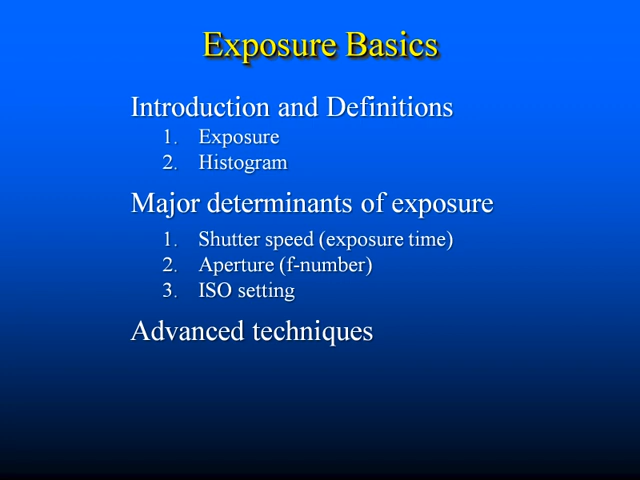 Exposure Basics
Introduction and Definitions
1. Exposure
2. Histogram
Major determinants of exposure
1. Shutter speed (exposure time)
2. Aperture (f-number)
3. ISO setting
Advanced techniques